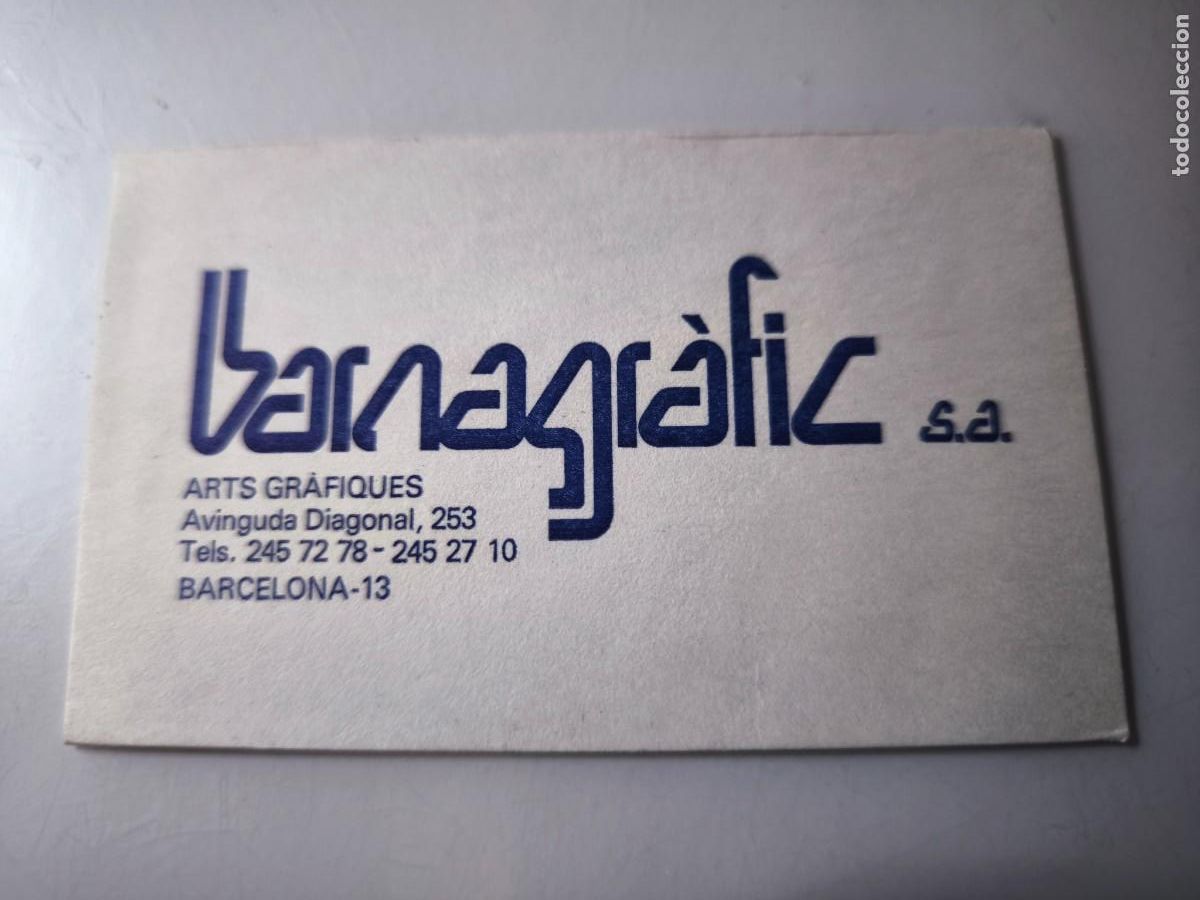 barnagràfic s.a.
ARTS GRÀFIQUES
Avinguda Diagonal, 253
Tels. 245 72 78 - 245 27 10
BARCELONA-13
todocoleccion